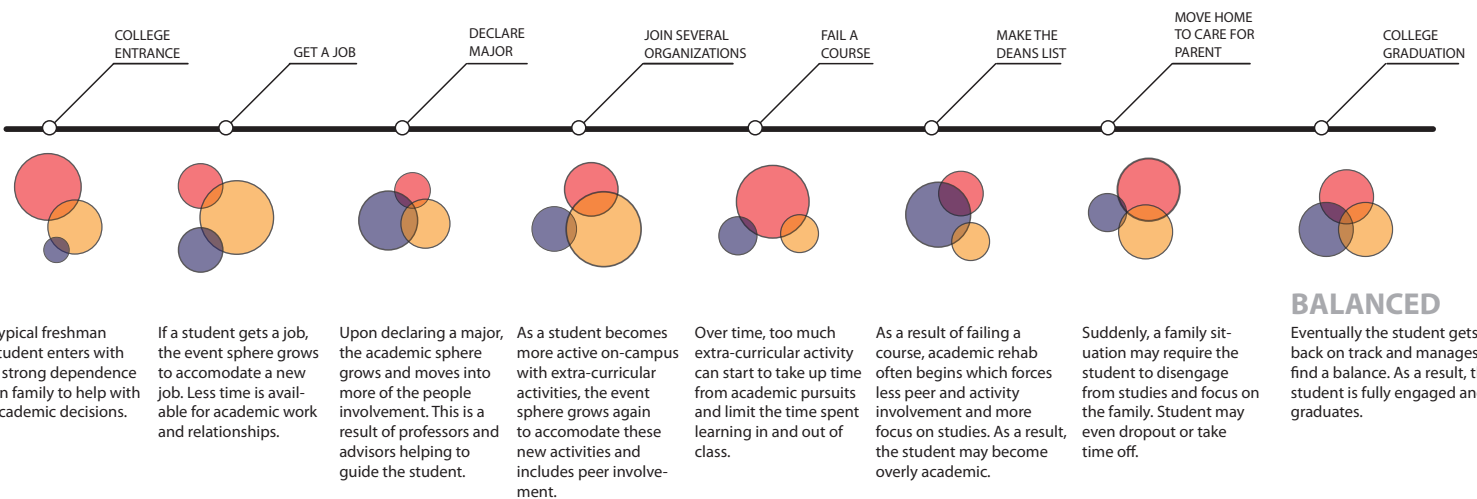 COLLEGE
ENTRANCE
GET A JOB
DECLARE
MAJOR
JOIN SEVERAL
ORGANIZATIONS
FAIL A
COURSE
MAKE THE
DEANS LIST
MOVE HOME
TO CARE FOR
PARENT
COLLEGE
GRADUATION
ypical freshman
tudent enters with
strong dependence
n family to help with
cademic decisions.
If a student gets a job,
the event sphere grows
to accomodate a new
job. Less time is avail-
able for academic work
and relationships.
Upon declaring a major,
the academic sphere
grows and moves into
more of the people
involvement. This is a
result of professors and
advisors helping to
guide the student.
As a student becomes
more active on-campus
with extra-curricular
activities, the event
sphere grows again
to accomodate these
new activities and
includes peer involve-
ment.
Over time, too much
extra-curricular activity
can start to take up time
from academic pursuits
and limit the time spent
learning in and out of
class.
As a result of failing a
course, academic rehab
often begins which forces
less peer and activity
involvement and more
focus on studies. As a result,
the student may become
overly academic.
Suddenly, a family sit-
uation may require the
student to disengage
from studies and focus on
the family. Student may
even dropout or take
time off.
BALANCED
Eventually the student gets
back on track and manages
find a balance. As a result, t
student is fully engaged an
graduates.